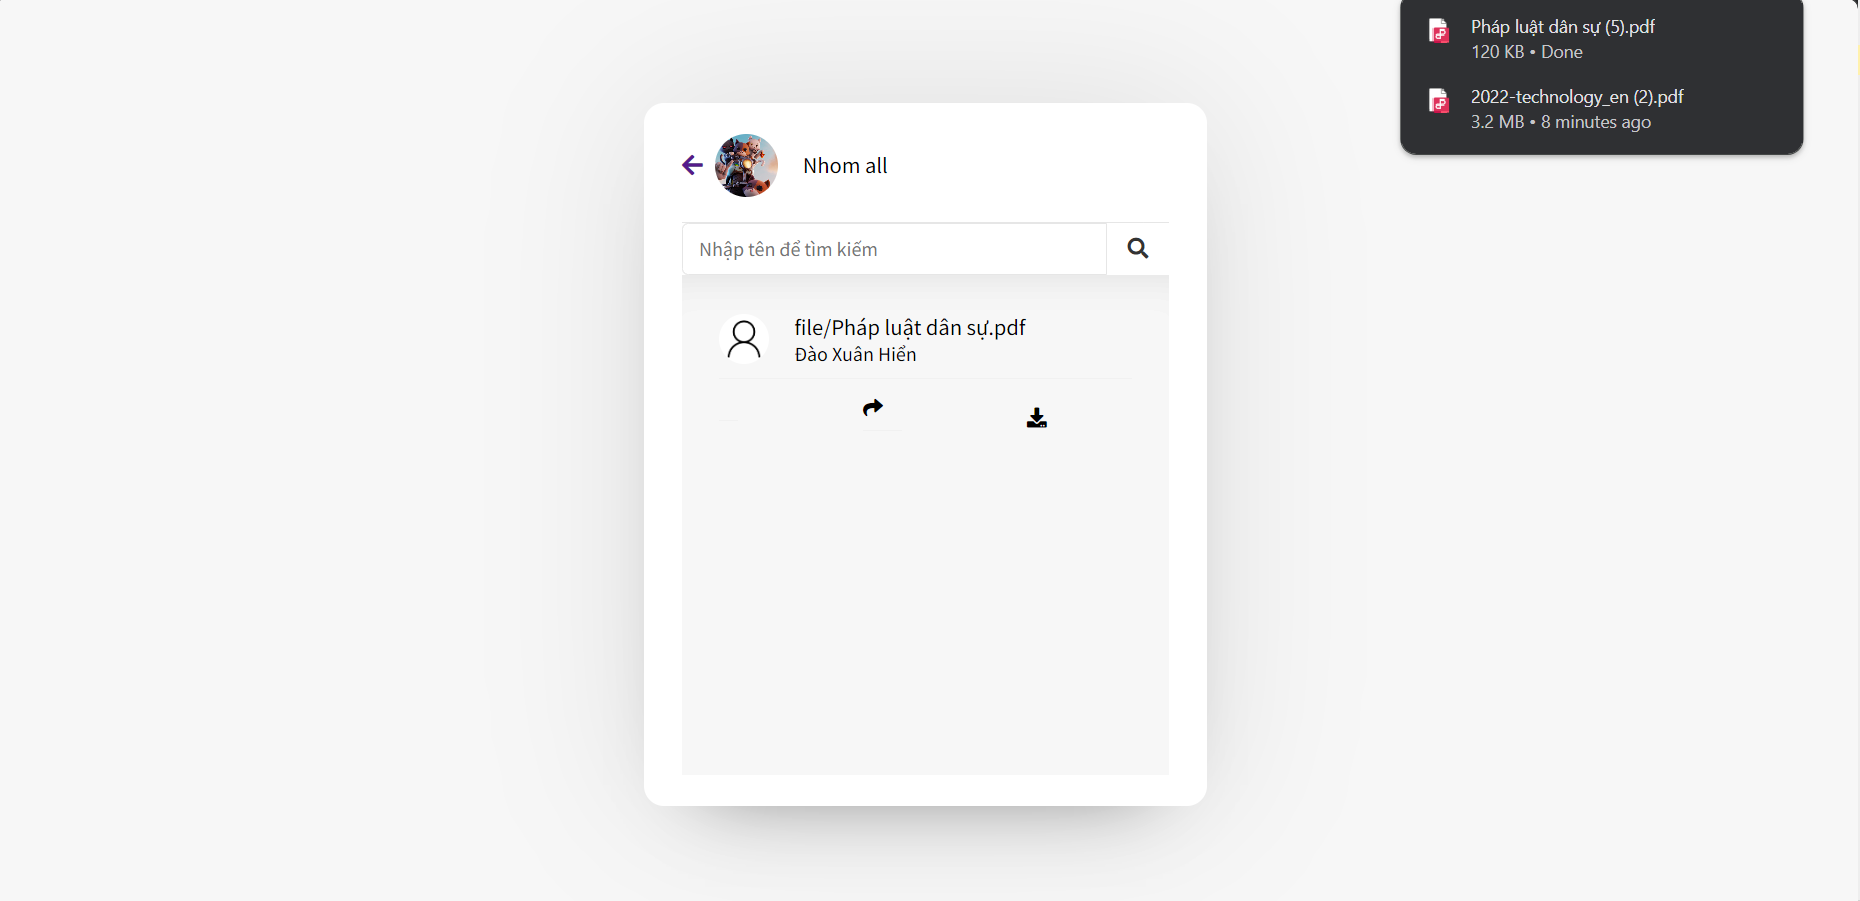 Pháp luật dân sự (5).pdf
120 KB • Done
2022-technology_en (2).pdf
3.2 MB • 8 minutes ago
Nhom all
Nhập tên để tìm kiếm
file/Pháp luật dân sự.pdf
Đào Xuân Hiển